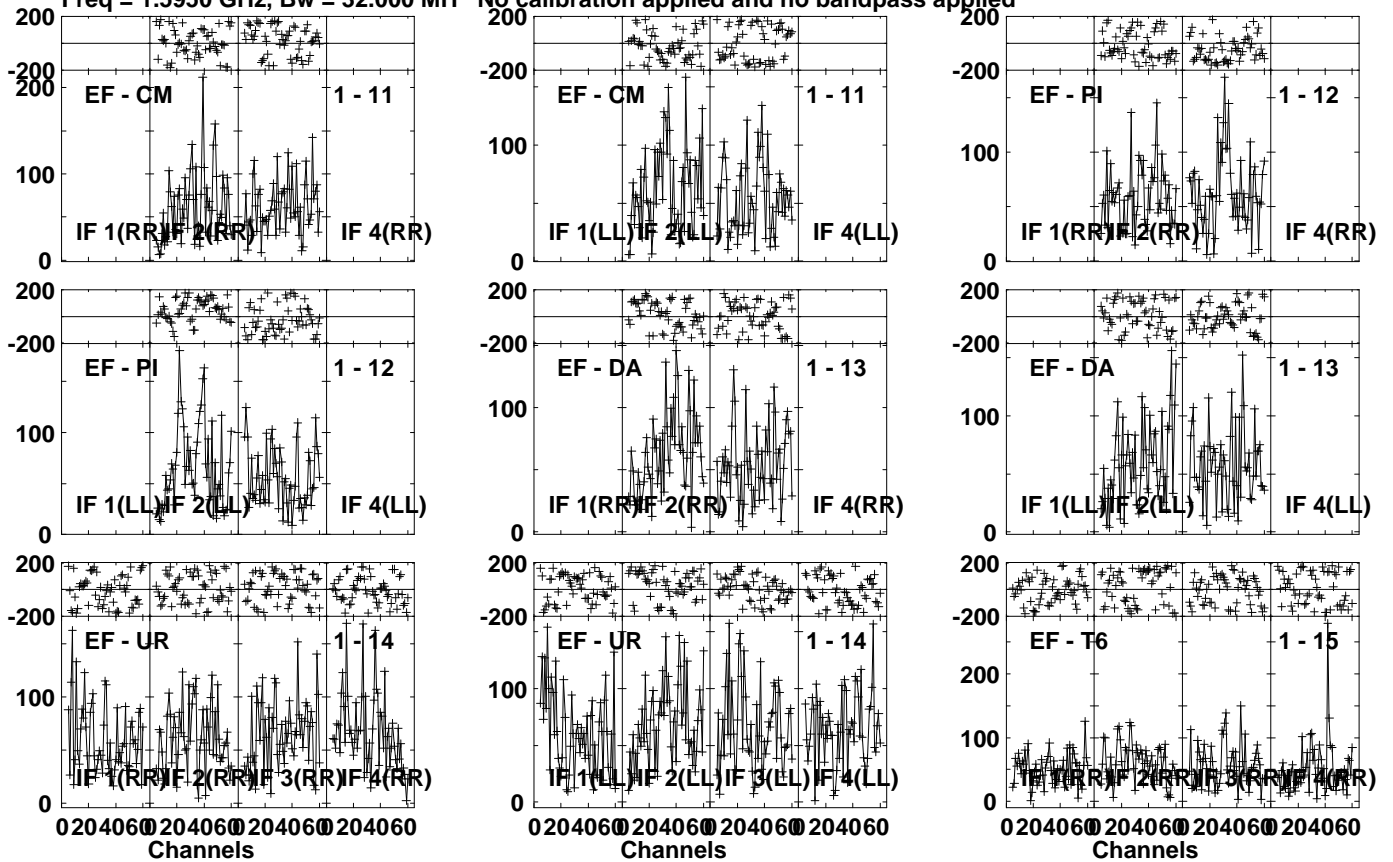 Freq = 1.5950 GHz, Bw = 32.000 MH No calibration applied and no bandpass applied
200
-200
EF - CM
1 - 11
200
100
0
IF 1(RR)
IF 2(RR)
IF 4(RR)
200
-200
EF - CM
1 - 11
100
0
IF 1(LL)
IF 2(LL)
IF 4(LL)
200
-200
EF - PI
1 - 12
100
0
IF 1(RR)
IF 2(RR)
IF 4(RR)
200
-200
EF - PI
1 - 12
100
0
IF 1(LL)
IF 2(LL)
IF 4(LL)
200
-200
EF - DA
1 - 13
100
0
IF 1(RR)
IF 2(RR)
IF 4(RR)
200
-200
EF - DA
1 - 13
100
0
IF 1(LL)
IF 2(LL)
IF 4(LL)
200
-200
EF - UR
1 - 14
100
0
IF 1(RR)
IF 2(RR)
IF 3(RR)
IF 4(RR)
0 20 40 60 0 20 40 60 0 20 40 60 0 20 40 60
Channels
200
-200
EF - UR
1 - 14
100
0
IF 1(LL)
IF 2(LL)
IF 3(LL)
IF 4(LL)
0 20 40 60 0 20 40 60 0 20 40 60 0 20 40 60
Channels
200
-200
EF - T6
1 - 15
200
100
0
IF 1(RR)
IF 2(RR)
IF 3(RR)
IF 4(RR)
0 20 40 60 0 20 40 60 0 20 40 60 0 20 40 60
Channels